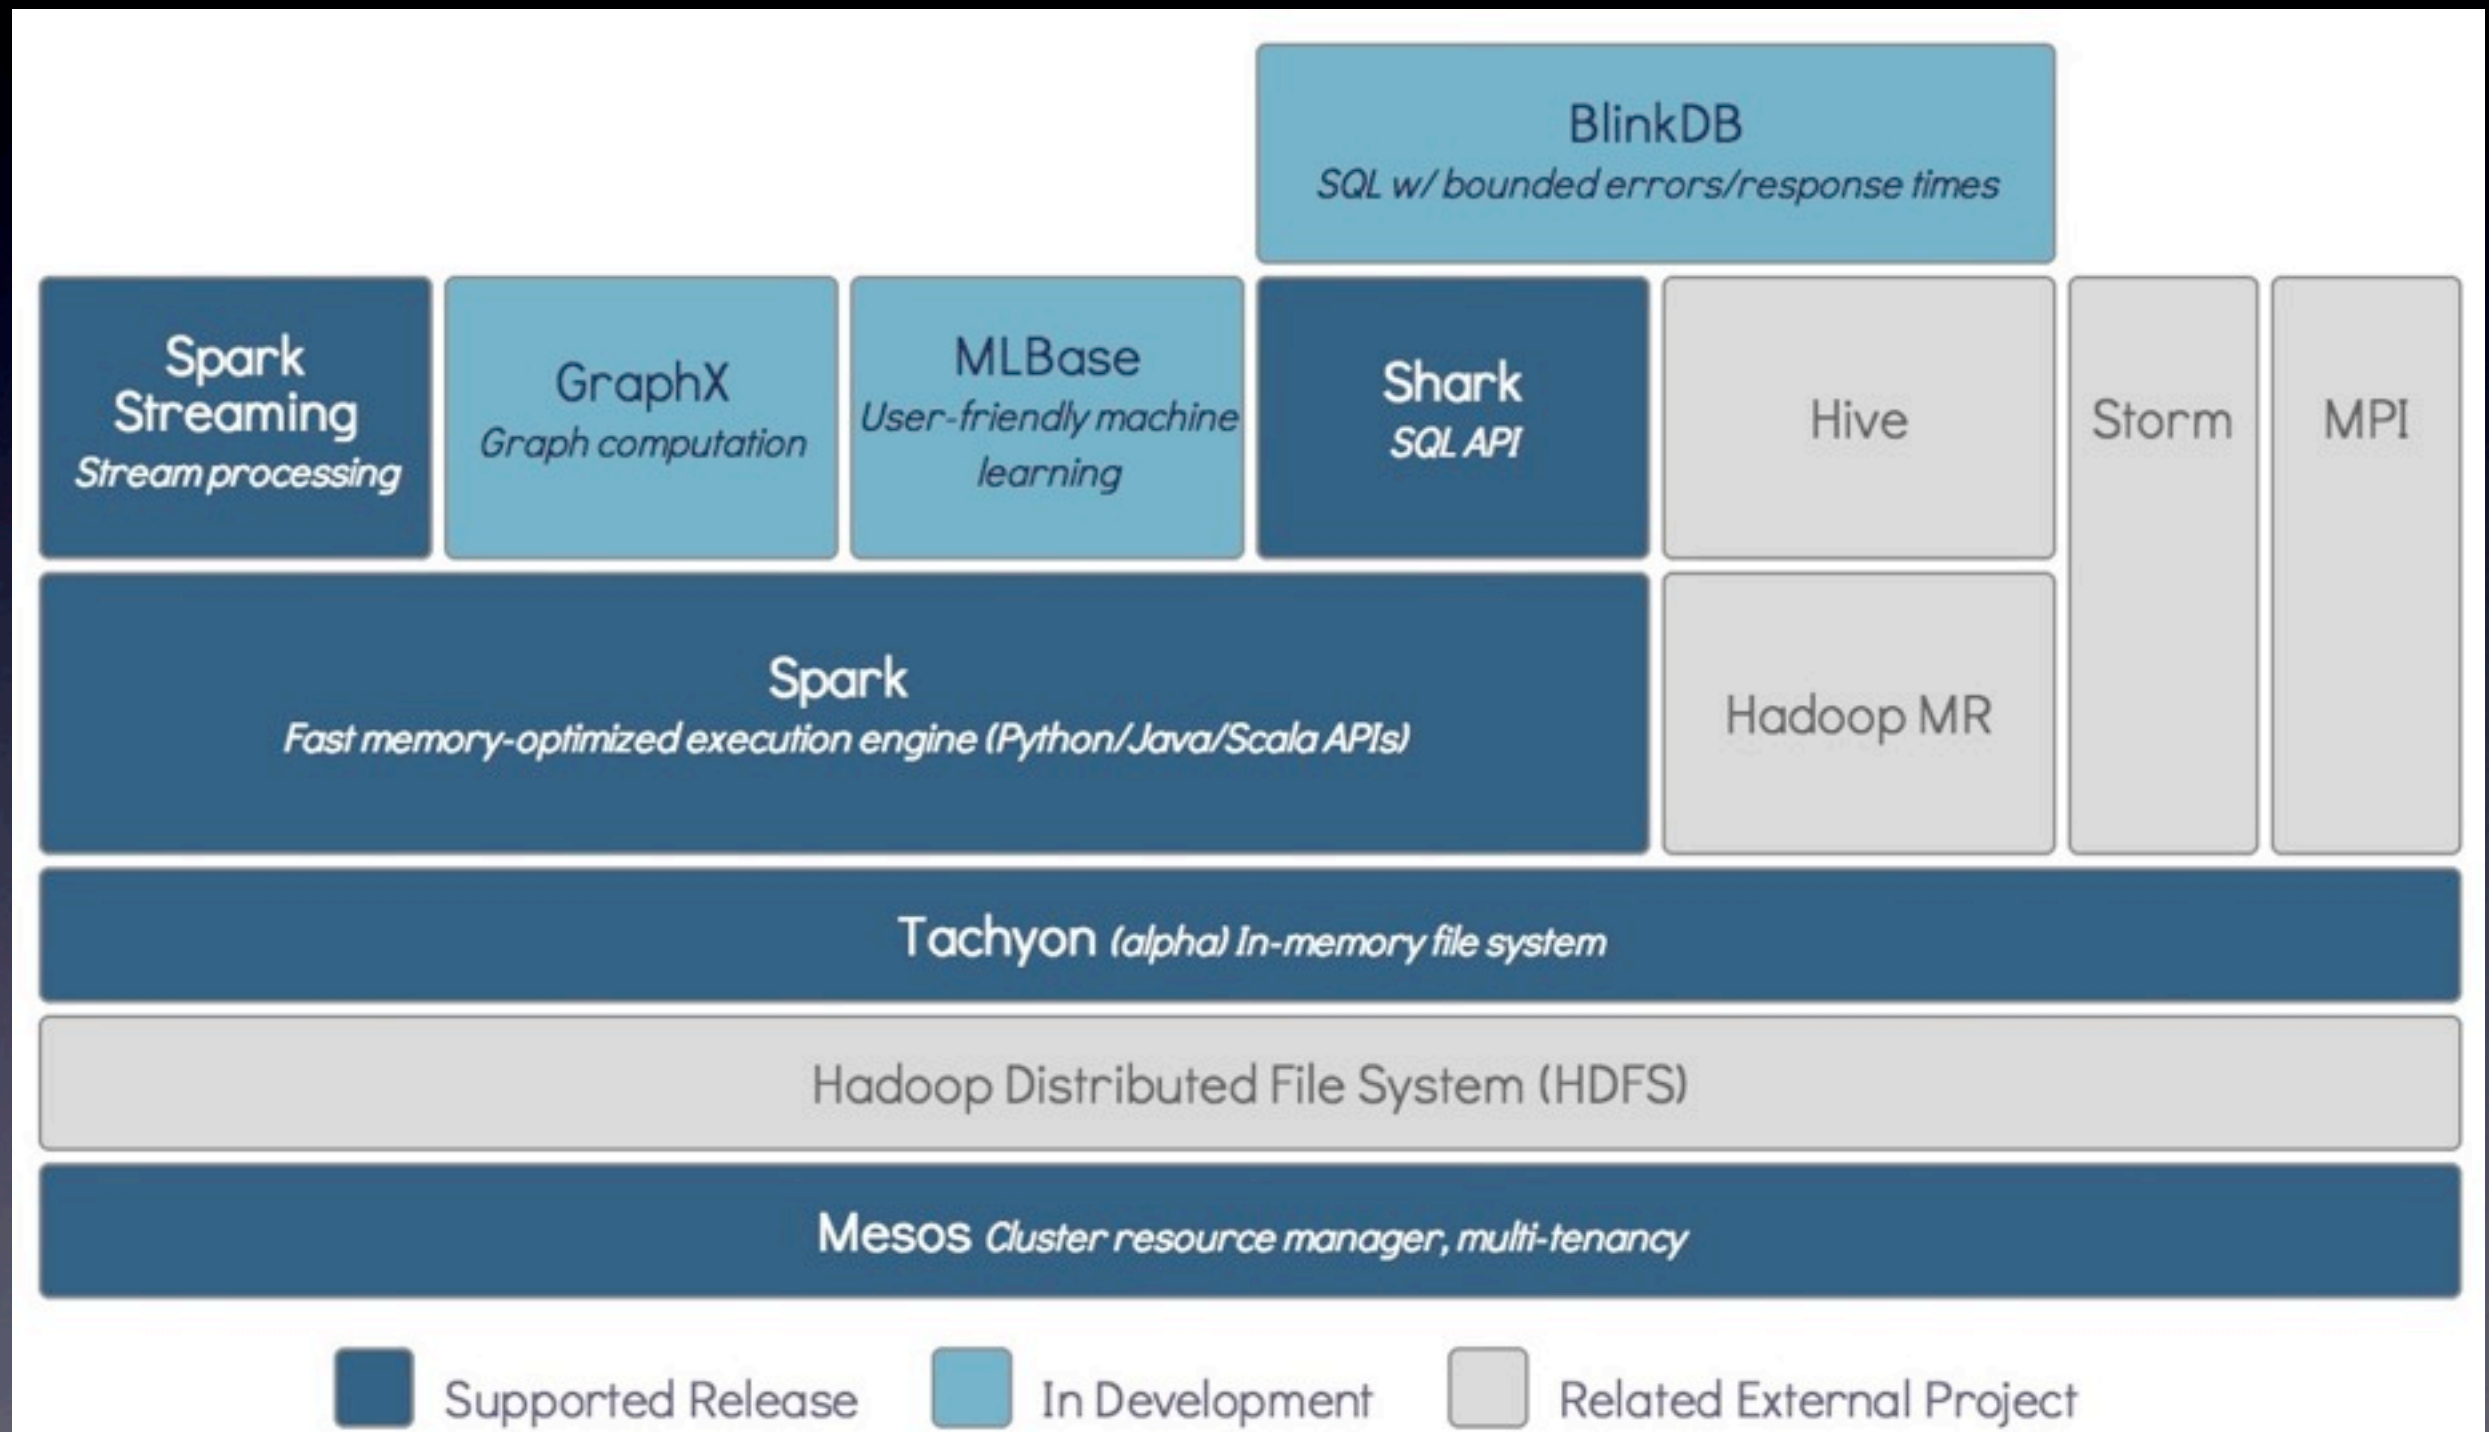 BlinkDB
SQL w/ bounded errors/response times
Spark
Streaming
Stream processing
GraphX
Graph computation
MLBase
User-friendly machine
learning
Shark
SQL API
Hive
Storm
MPI
Spark
Fast memory-optimized execution engine (Python/Java/Scala APIs)
Hadoop MR
Tachyon (alpha) In-memory file system
Hadoop Distributed File System (HDFS)
Mesos Cluster resource manager, multi-tenancy
Supported Release
In Development
Related External Project